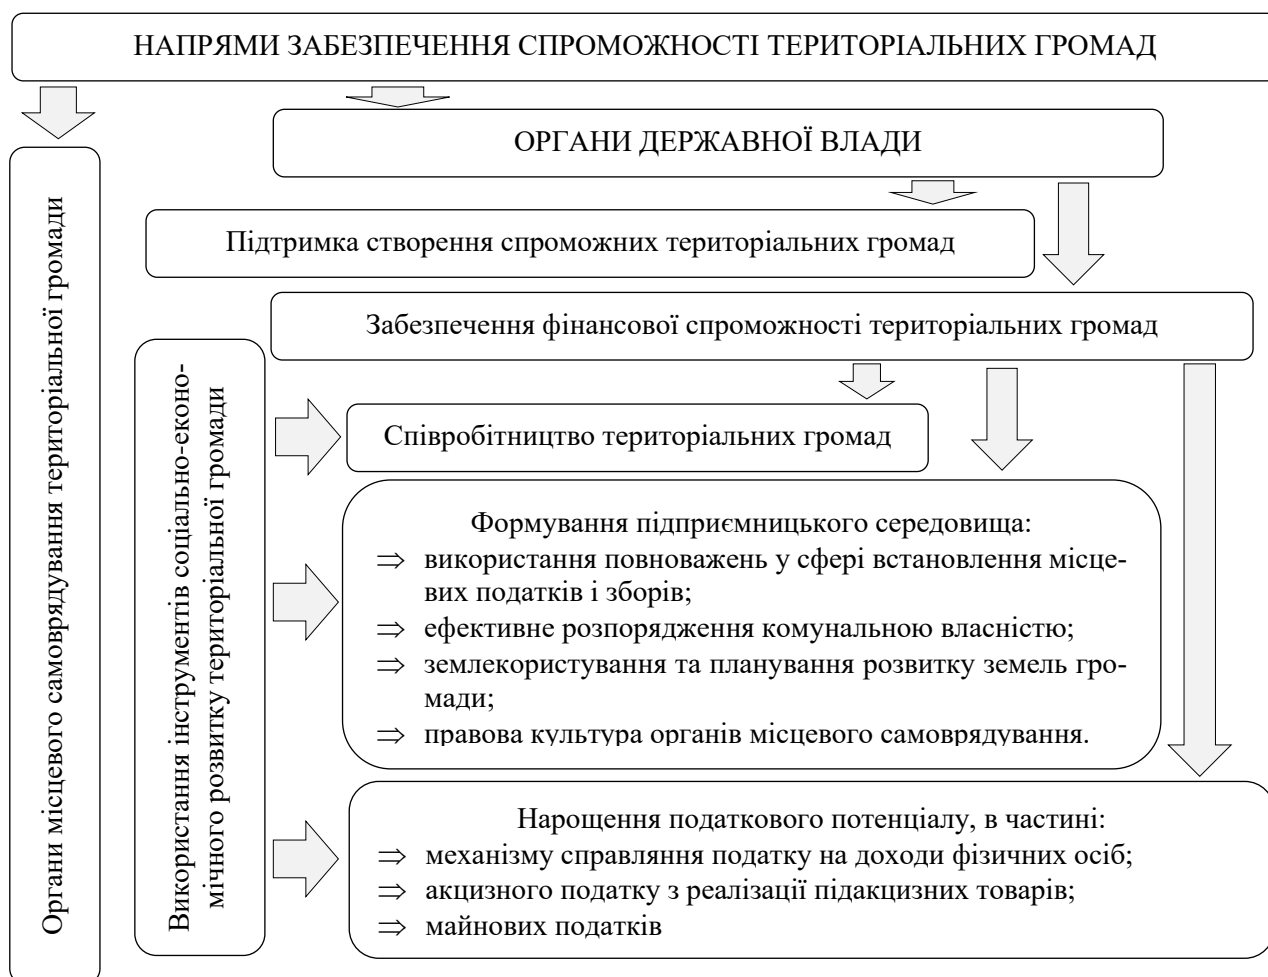 НАПРЯМИ ЗАБЕЗПЕЧЕННЯ СПРОМОЖНОСТІ ТЕРИТОРІАЛЬНИХ ГРОМАД
ОРГАНИ ДЕРЖАВНОЇ ВЛАДИ
Органи місцевого самоврядування територіальної громади
Підтримка створення спроможних територіальних громад
Забезпечення фінансової спроможності територіальних громад
Використання інструментів соціально-еконо-
мічного розвитку територіальної громади
Співробітництво територіальних громад
Формування підприємницького середовища:
⇒ використання повноважень у сфері встановлення місце-
вих податків і зборів;
⇒ ефективне розпорядження комунальною власністю;
⇒ землекористування та планування розвитку земель гро-
мади;
⇒ правова культура органів місцевого самоврядування.
Нарощення податкового потенціалу, в частині:
⇒ механізму справляння податку на доходи фізичних осіб;
⇒ акцизного податку з реалізації підакцизних товарів;
⇒ майнових податків